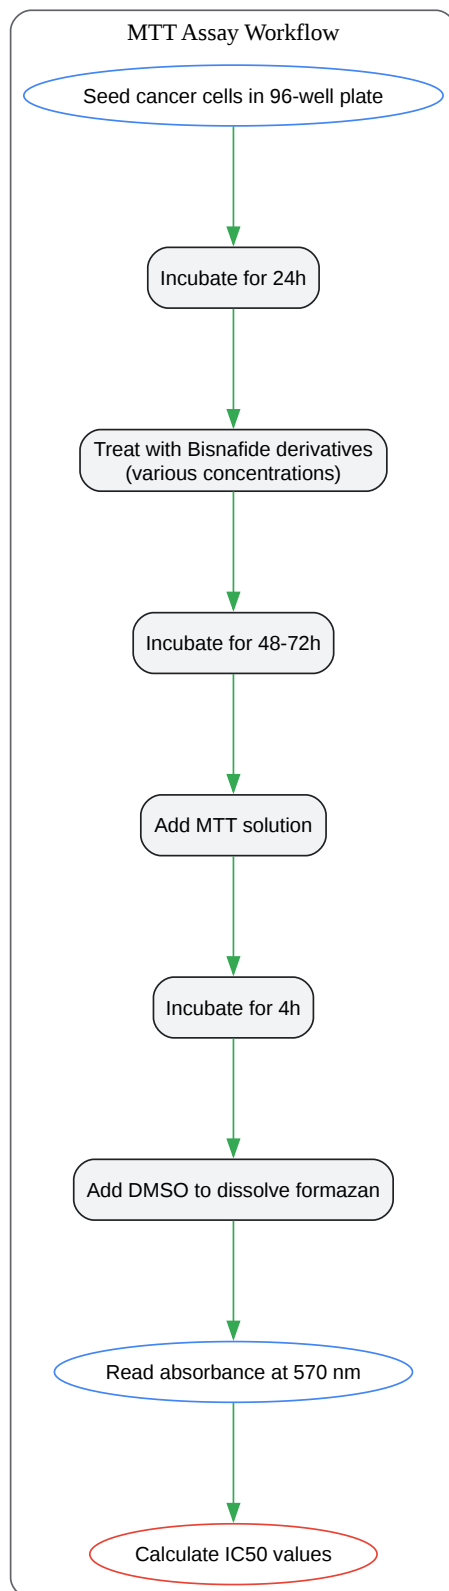 MTT Assay Workflow
Seed cancer cells in 96-well plate
Incubate for 24h
Treat with Bisnafide derivatives
(various concentrations)
Incubate for 48-72h
Add MTT solution
Incubate for 4h
Add DMSO to dissolve formazan
Read absorbance at 570 nm
Calculate IC50 values